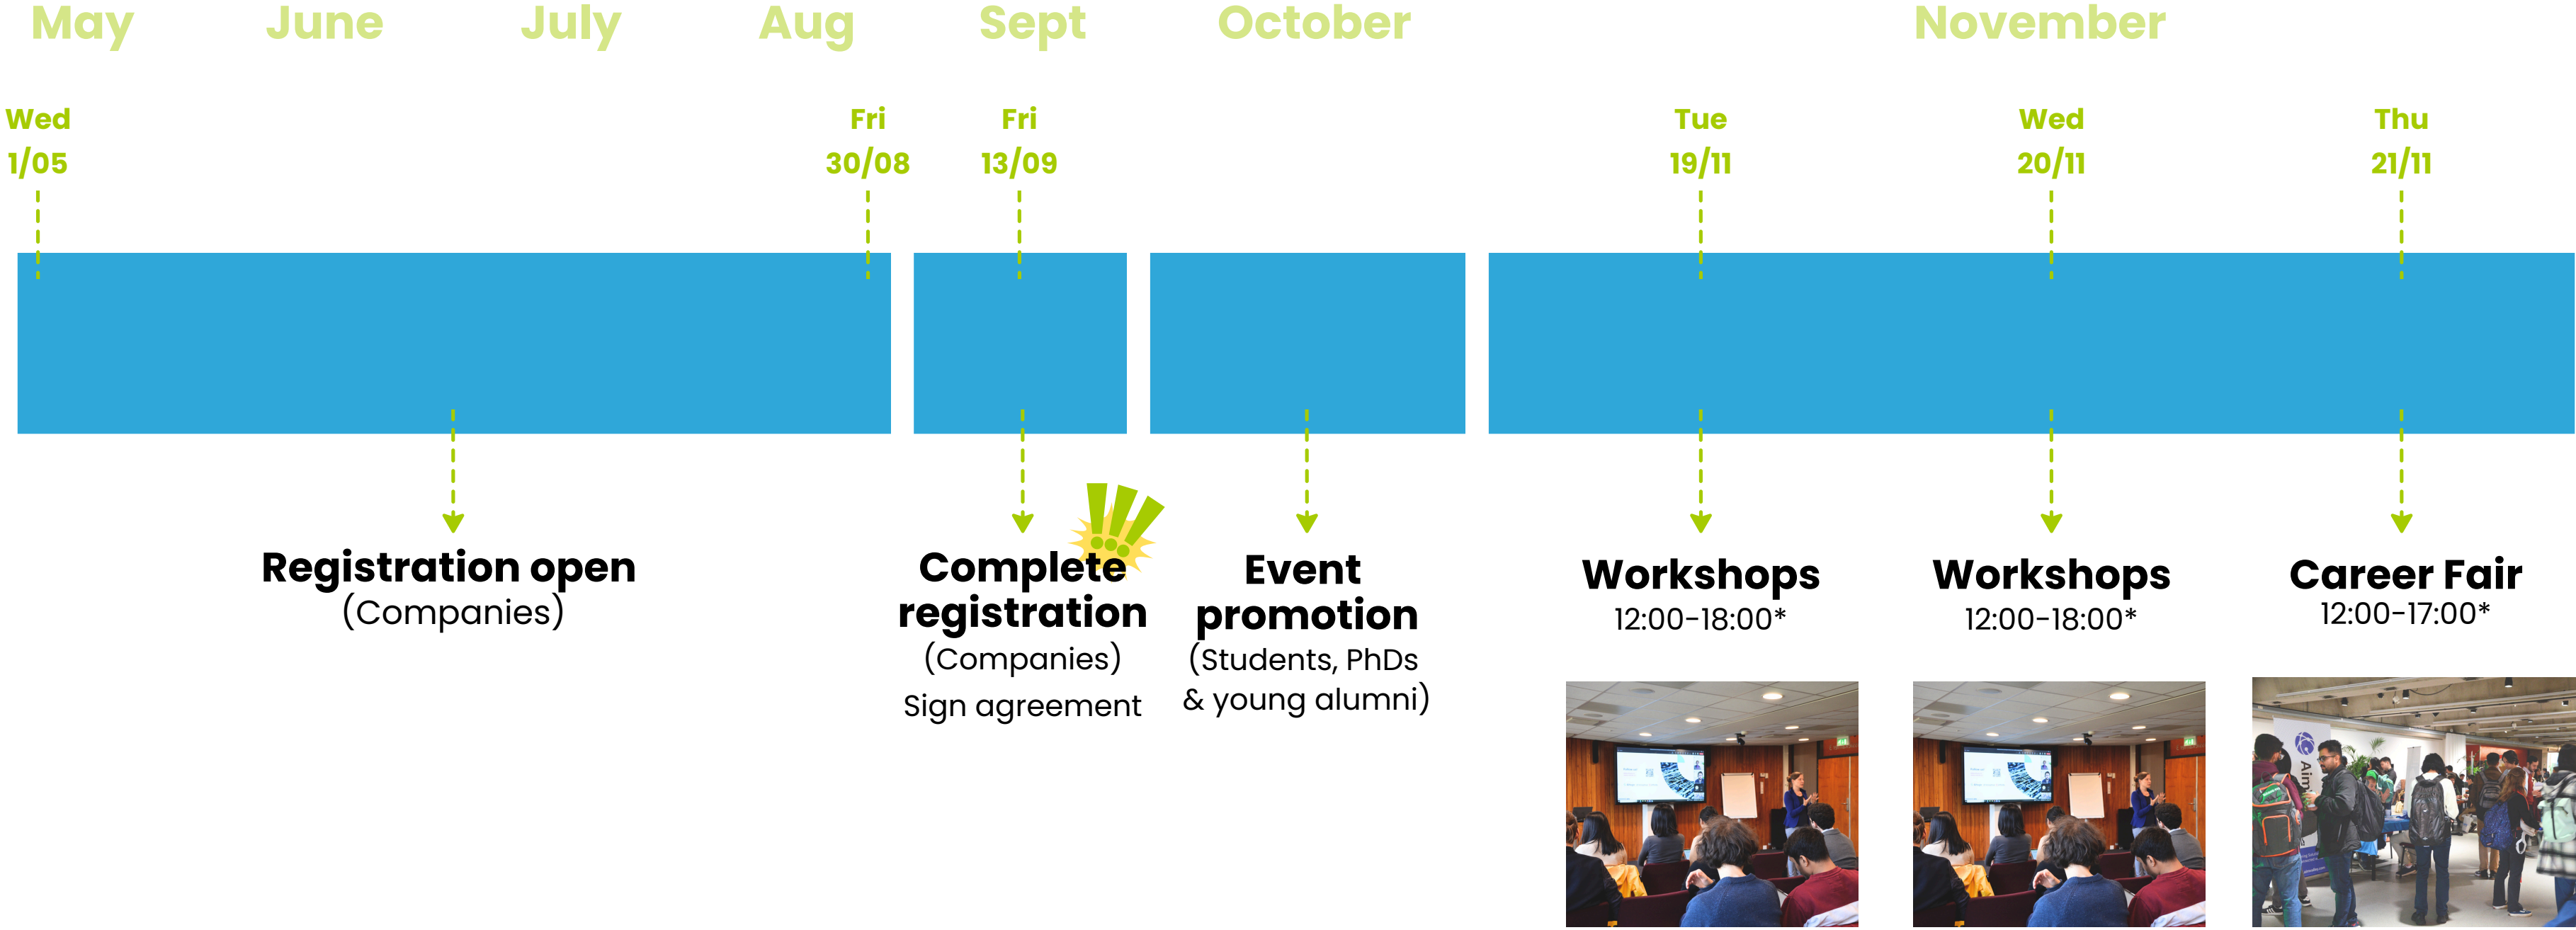 May June July Aug Sept October November
Wed Fri Fri Tue Wed Thu
1/05 30/08 13/09 19/11 20/11 21/11
Registration open
(Companies)
Complete
registration
(Companies)
Sign agreement
Event
promotion
(Students, PhDs
& young alumni)
Workshops
12:00-18:00*
Workshops
12:00-18:00*
Career Fair
12:00-17:00*